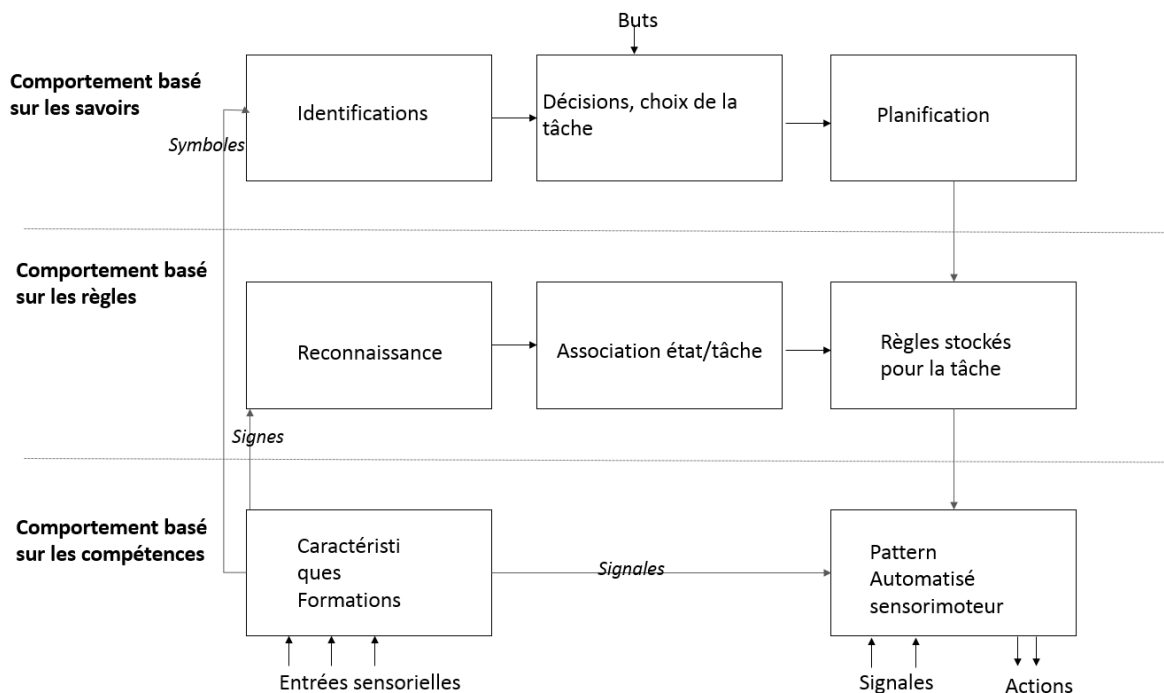 Buts
Comportement basé
sur les savoirs
Identifications
Décisions, choix de la
tâche
Planification
Symboles
Comportement basé
sur les règles
Reconnaissance
Association état/tâche
Règles stockés
pour la tâche
Signes
Comportement basé
sur les compétences
Caractéristi
ques
Formations
Signales
Pattern
Automatisé
sensorimoteur
Entrées sensorielles
Signales
Actions